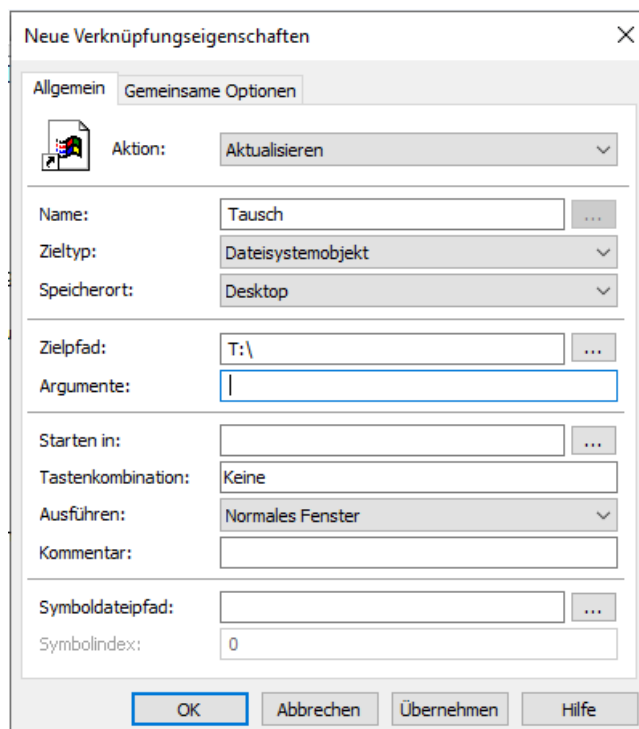 Neue Verknüpfungseigenschaften
Allgemein Gemeinsame Optionen
Aktion: Aktualisieren
Name: Tausch ...
Zieltyp: Dateisystemobjekt
Speicherort: Desktop
Zielpfad: T:\ ...
Argumente:
Starten in: ...
Tastenkombination: Keine
Ausführen: Normales Fenster
Kommentar:
Symboldateipfad: ...
Symbolindex: 0
OK Abbrechen Übernehmen Hilfe